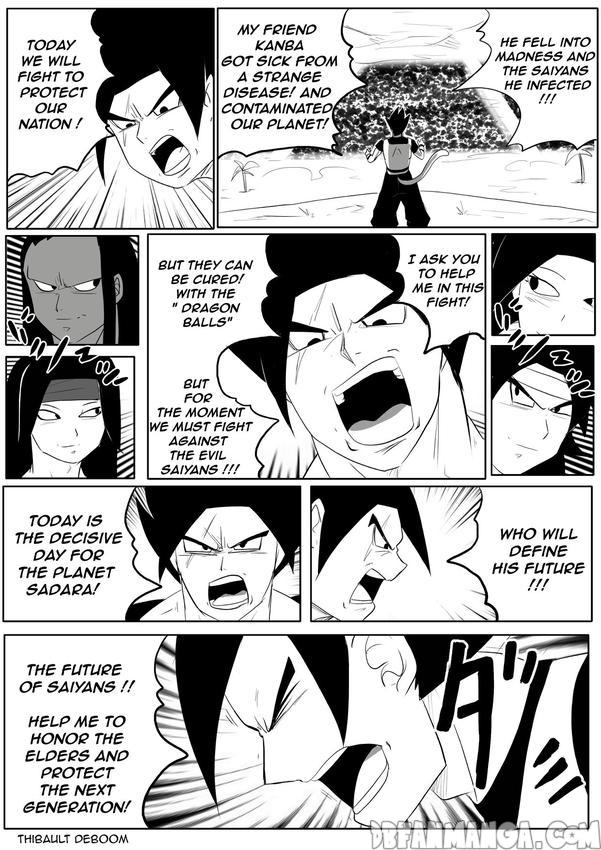 TODAY
WE WILL
FIGHT TO
PROTECT
OUR
NATION !
MY FRIEND
KANBA
GOT SICK FROM
A STRANGE
DISEASE! AND
CONTAMINATED
OUR PLANET!
HE FELL INTO
MADNESS AND
THE SAIYANS
HE INFECTED
!!!
BUT THEY CAN
BE CURED!
WITH THE
" DRAGON
BALLS"
I ASK YOU
TO HELP
ME IN THIS
FIGHT!
BUT
FOR
THE MOMENT
WE MUST FIGHT
AGAINST
THE EVIL
SAIYANS !!!
TODAY IS
THE DECISIVE
DAY FOR
THE PLANET
SADARA!
WHO WILL
DEFINE
HIS FUTURE
!!!
THE FUTURE
OF SAIYANS !!
HELP ME TO
HONOR THE
ELDERS AND
PROTECT
THE NEXT
GENERATION!
THIBAULT DEBOOM
DBFANMANGA.COM